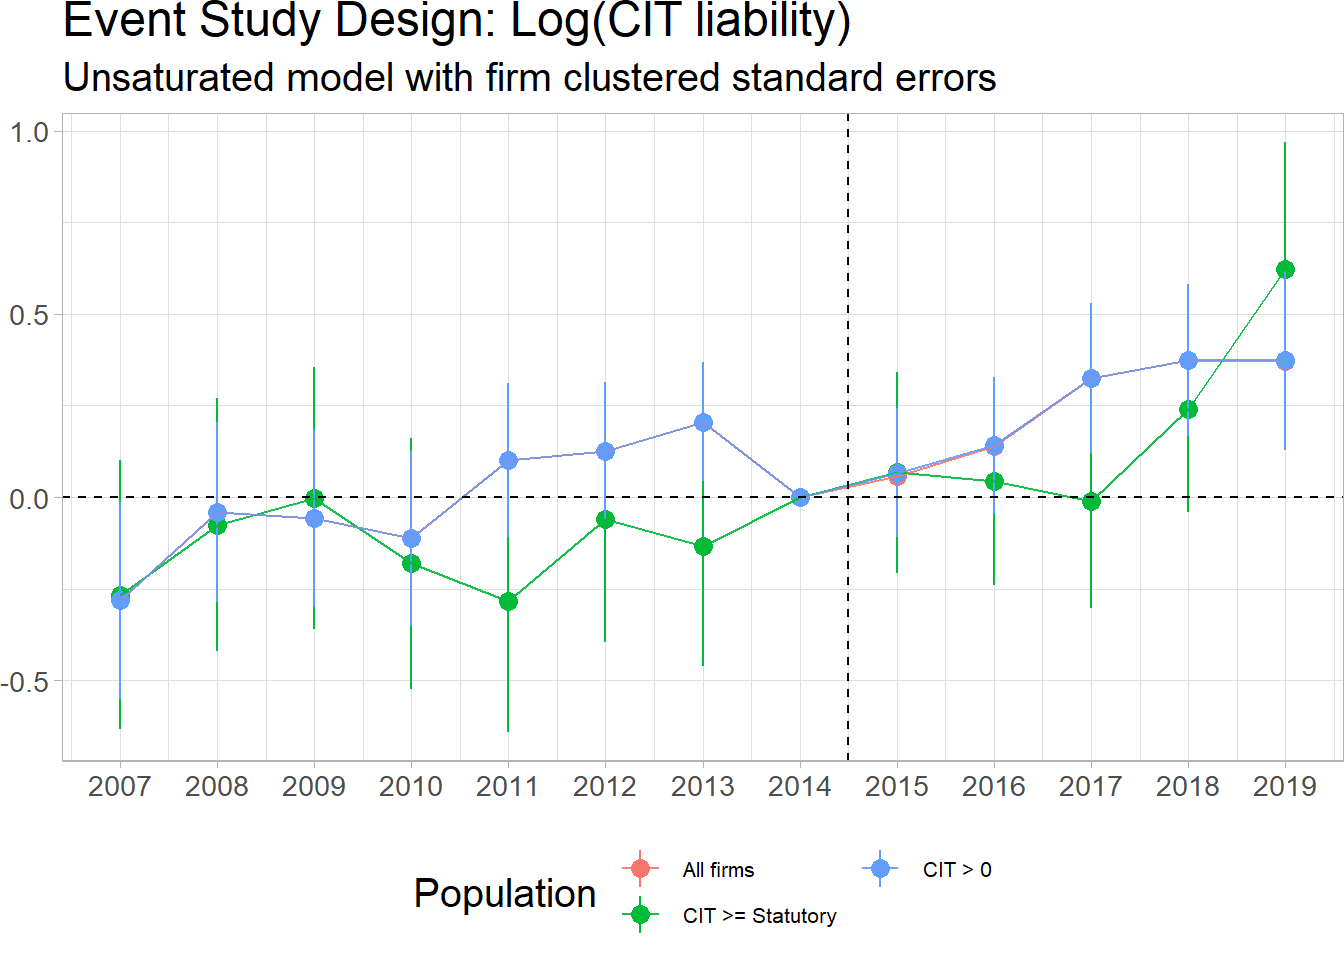 Event Study Design: Log(CIT liability)
Unsaturated model with firm clustered standard errors
1.0
0.5
0.0
-0.5
2007 2008 2009 2010 2011 2012 2013 2014 2015 2016 2017 2018 2019
Population
All firms
CIT > 0
CIT >= Statutory